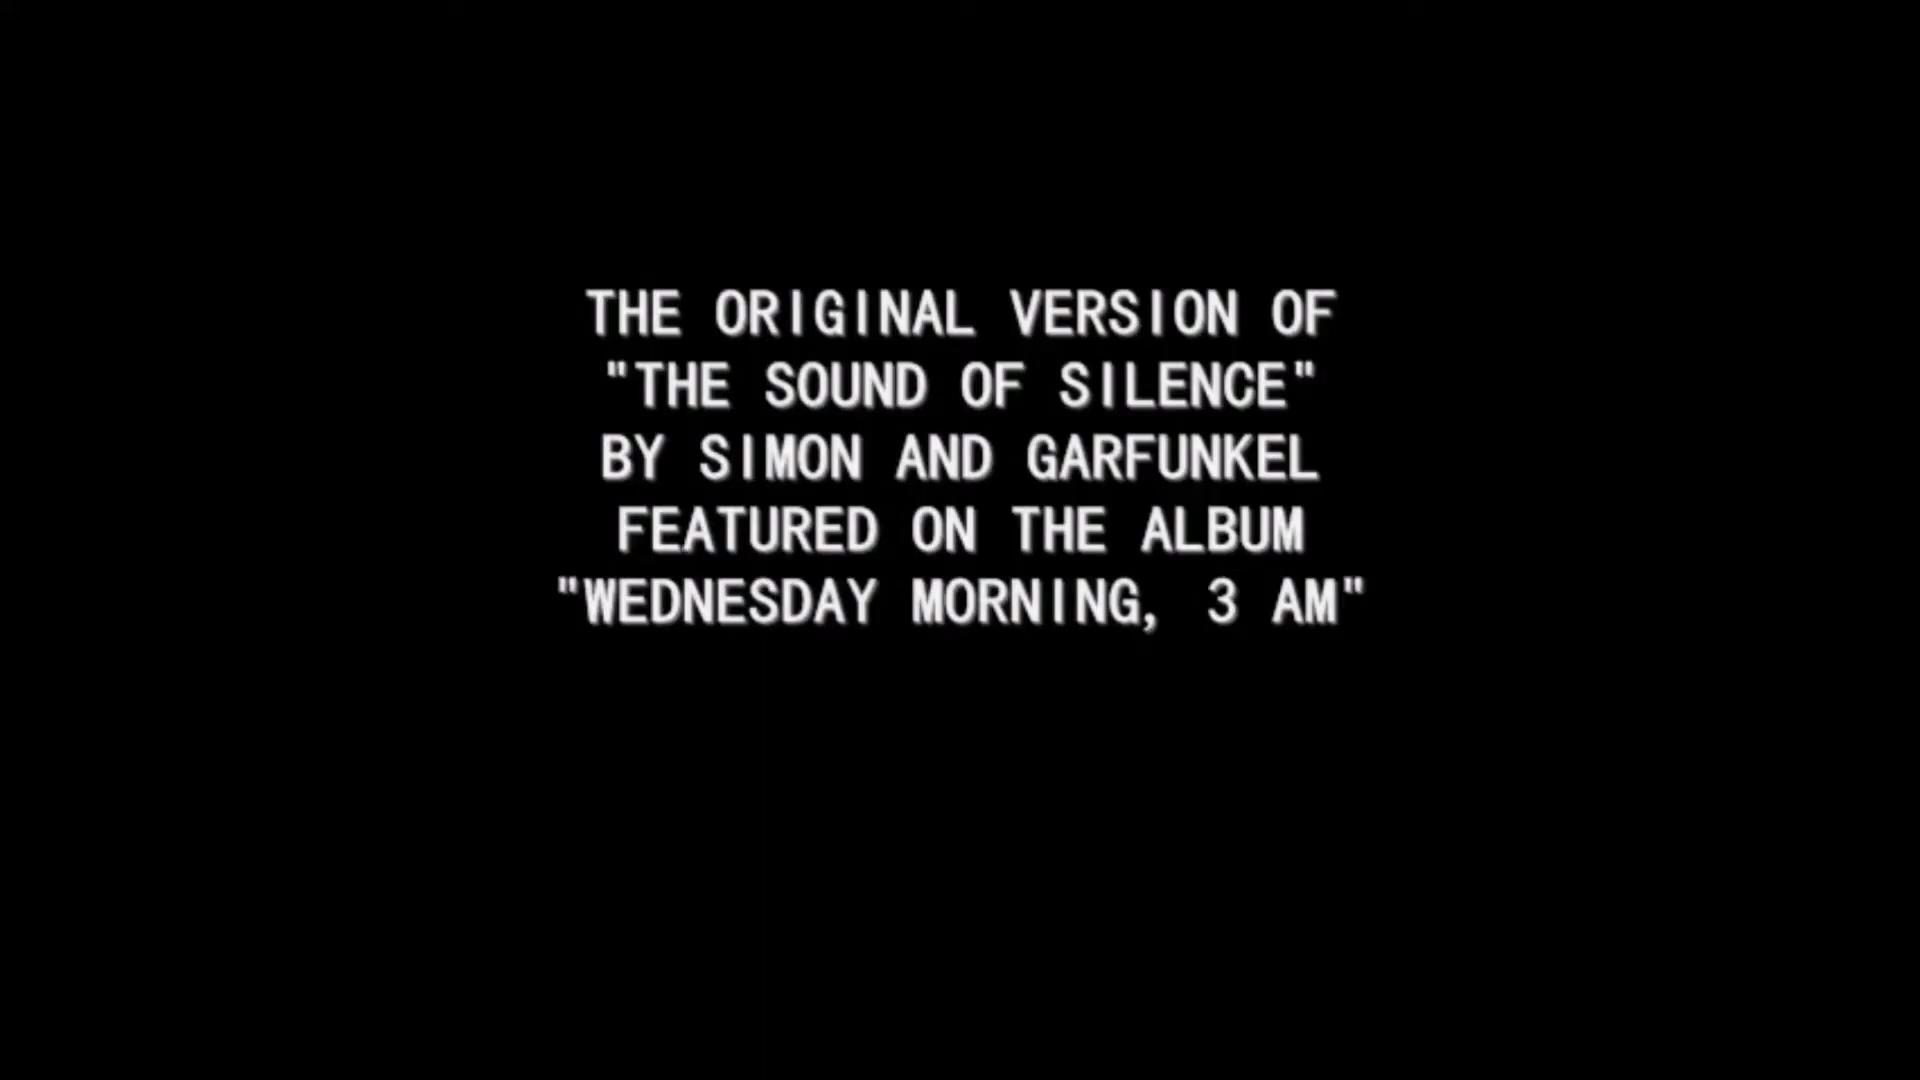 THE ORIGINAL VERSION OF
"THE SOUND OF SILENCE"
BY SIMON AND GARFUNKEL
FEATURED ON THE ALBUM
"WEDNESDAY MORNING, 3 AM"